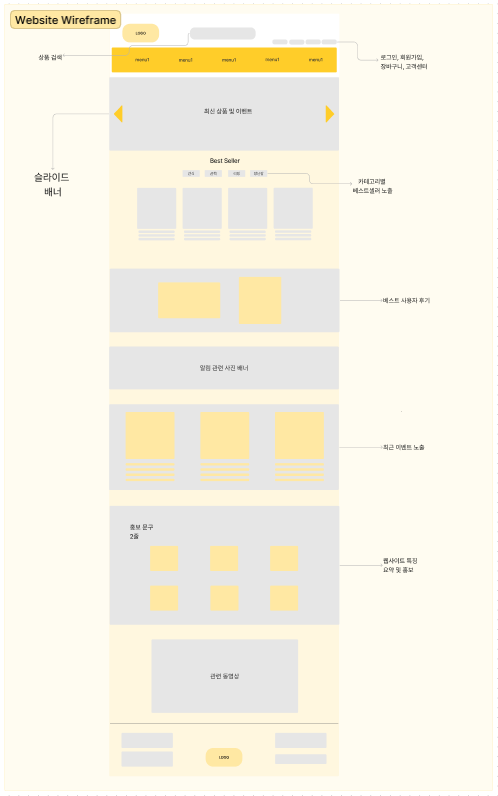 Website Wireframe
LOGO
상품 검색
menu1
menu1
menu1
menu1
menu1
로그인, 회원가입,
장바구니, 고객센터
최신 상품 및 이벤트
슬라이드
배너
Best Seller
카테고리별
베스트셀러 노출
베스트 사용자 후기
알림 관련 사진 배너
최근 이벤트 노출
홍보 문구
2줄
웹사이트 특징
요약 및 홍보
관련 동영상
LOGO